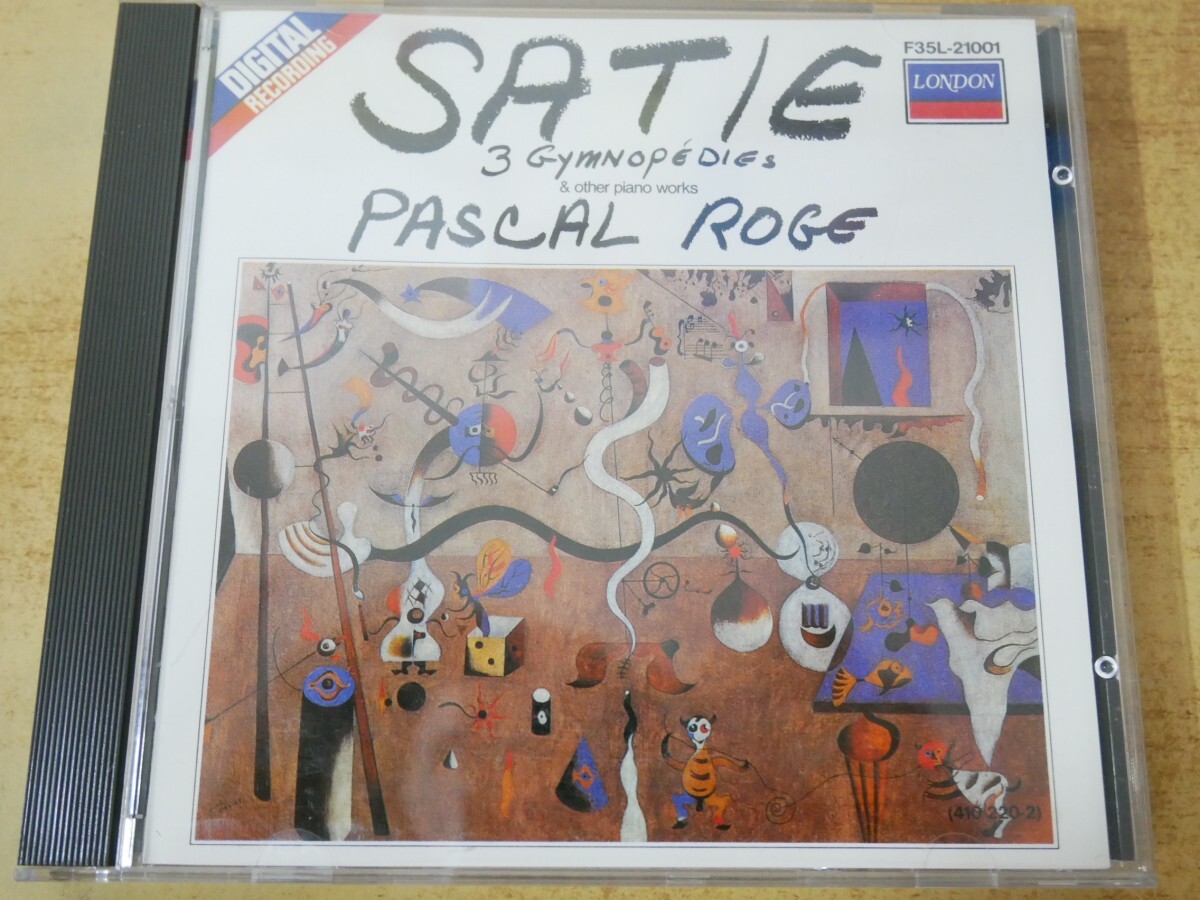 DIGITAL
RECORDING
SATIE
F35L-21001
LONDON
3 GYMNOPÉDIES
& other piano works
PASCAL ROGE
(410 220-2)